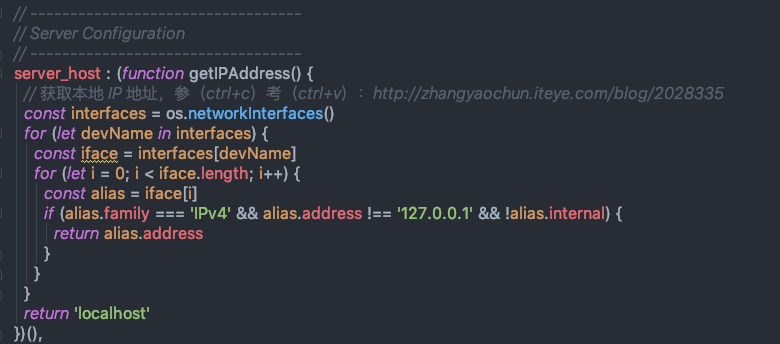 // ---------------------------------
// Server Configuration
// ---------------------------------
server_host : (function getIPAddress() {
// 获取本地 IP 地址，参（ctrl+c）考（ctrl+v）：http://zhangyaochun.iteye.com/blog/2028335
const interfaces = os.networkInterfaces()
for (let devName in interfaces) {
const iface = interfaces[devName]
for (let i = 0; i < iface.length; i++) {
const alias = iface[i]
if (alias.family === 'IPv4' && alias.address !== '127.0.0.1' && !alias.internal) {
return alias.address
}
}
}
return 'localhost'
})(),